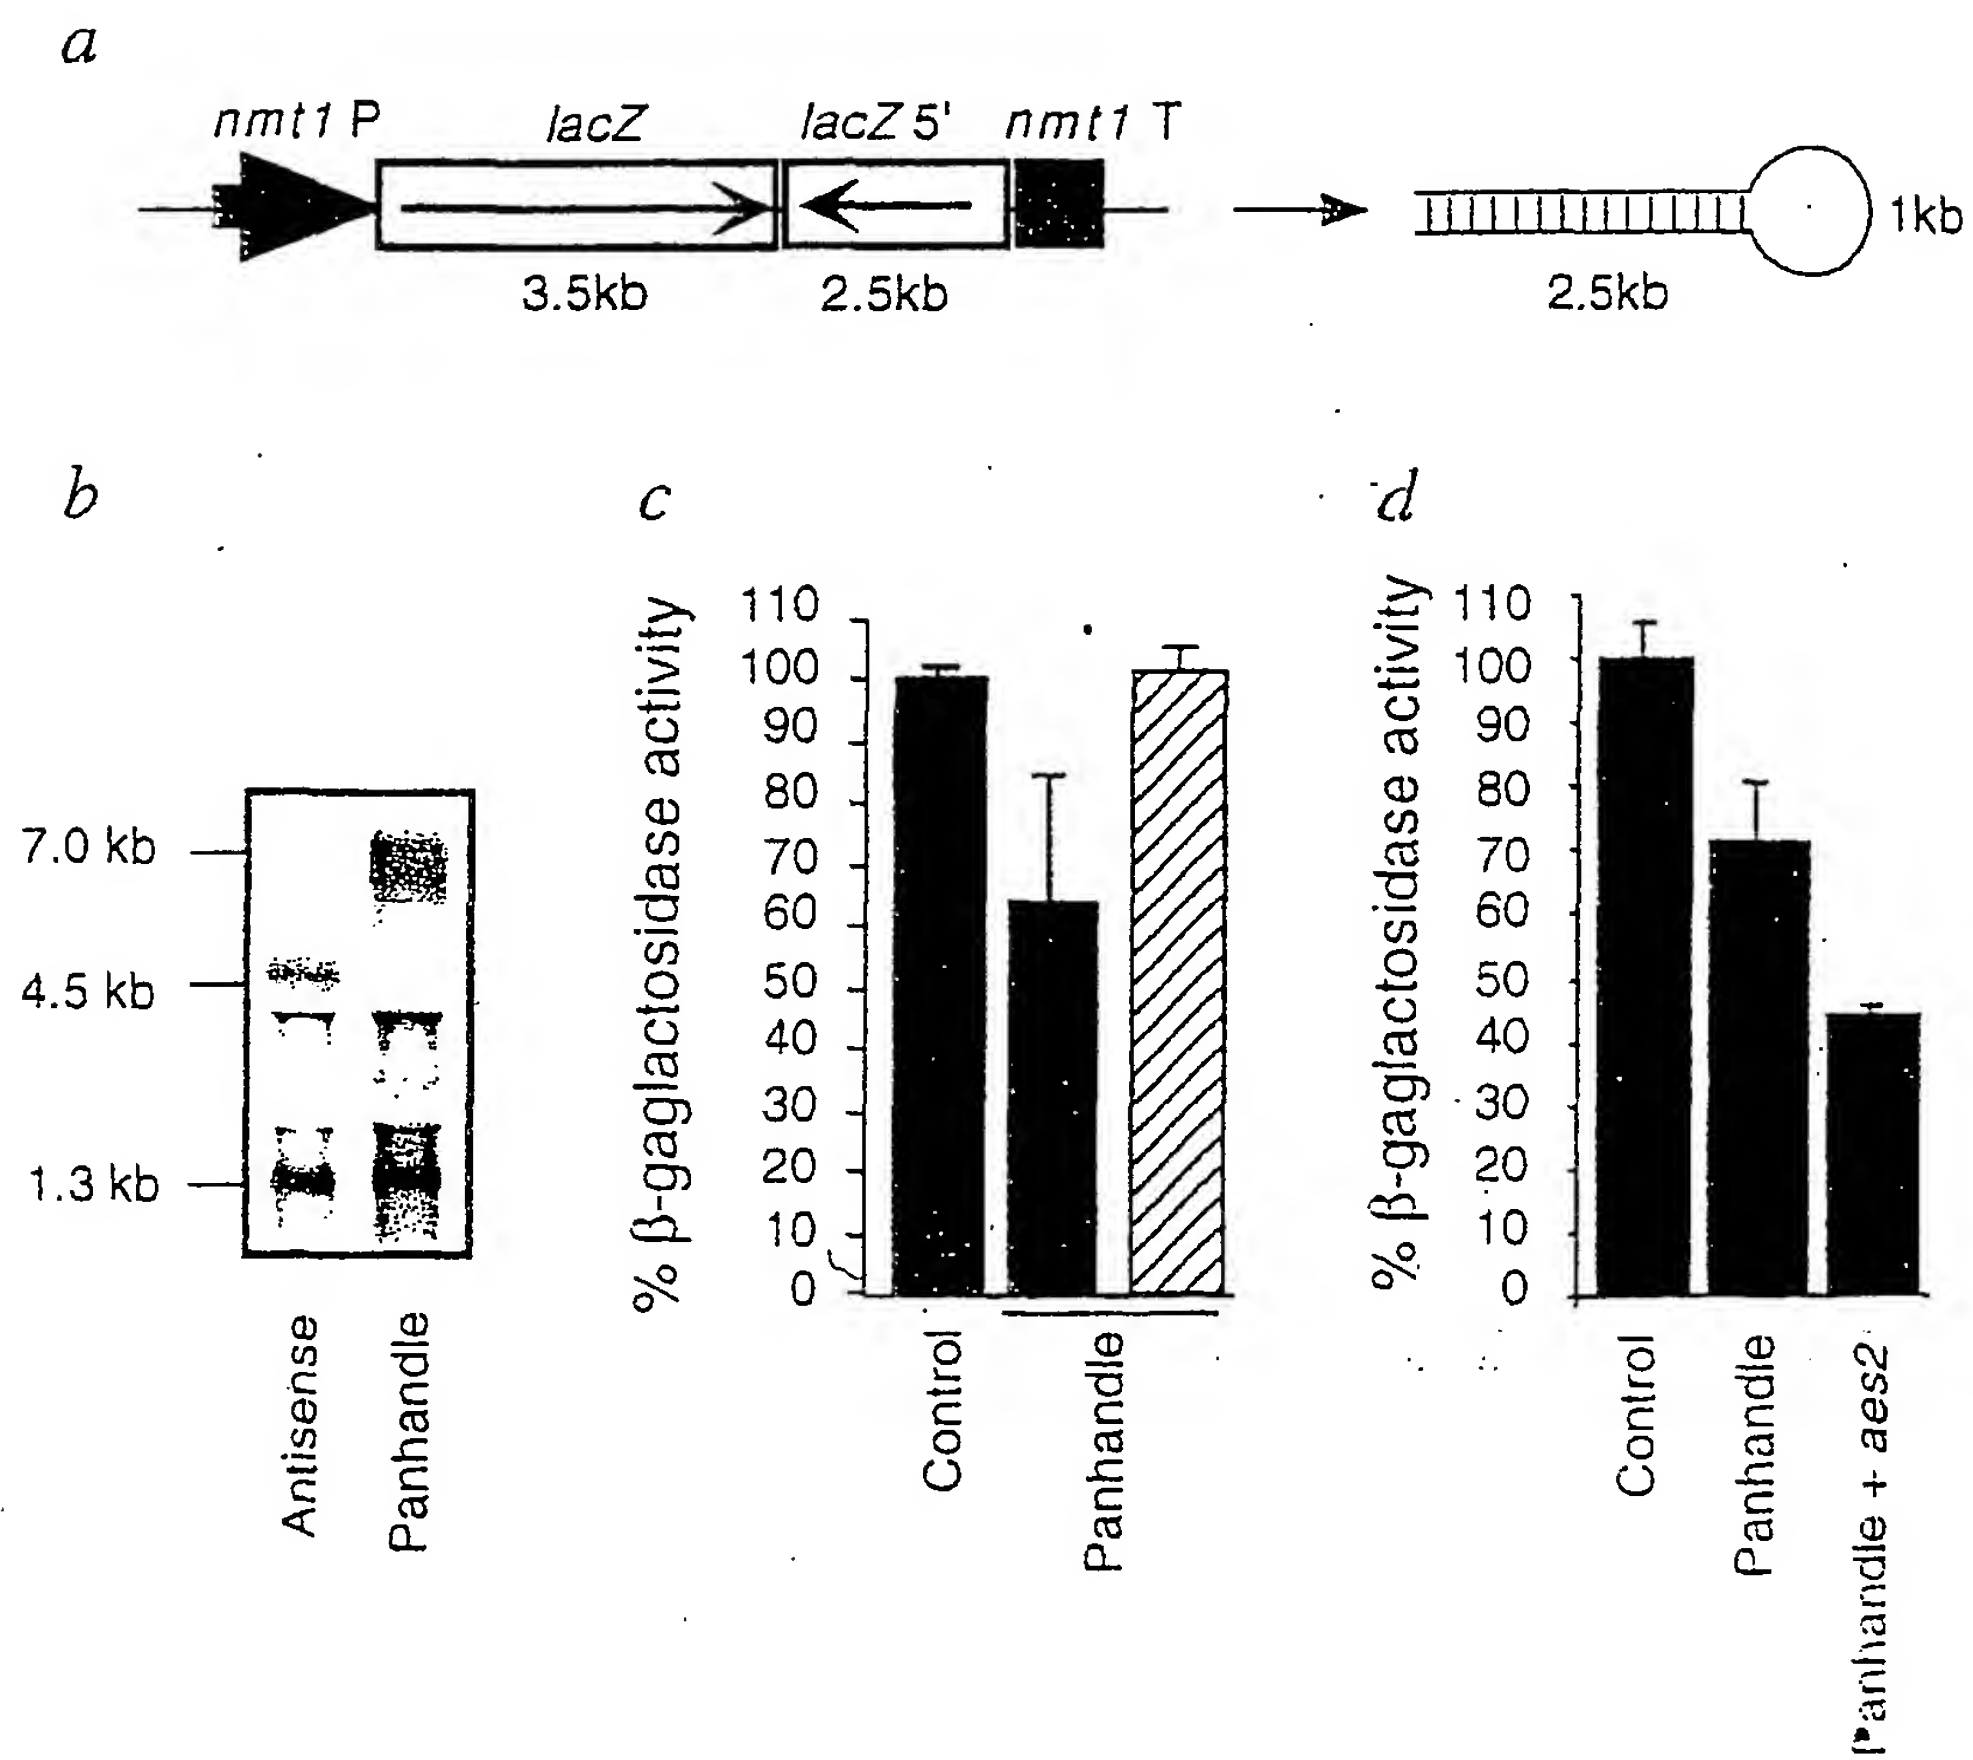 a
nmt1 P lacZ lacZ 5' nmt1 T
1kb
3.5kb 2.5kb 2.5kb
b
7.0 kb
4.5 kb
1.3 kb
Antisense
Panhandle
c
% β-gaglactosidase activity
110
100
90
80
70
60
50
40
30
20
10
0
Control
Panhandle
d
% β-gaglactosidase activity
110
100
90
80
70
60
50
40
30
20
10
0
Control
Panhandle
Panhandle + aes2